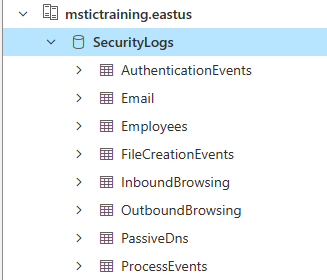 mstictraining.eastus
SecurityLogs
AuthenticationEvents
Email
Employees
FileCreationEvents
InboundBrowsing
OutboundBrowsing
PassiveDns
ProcessEvents